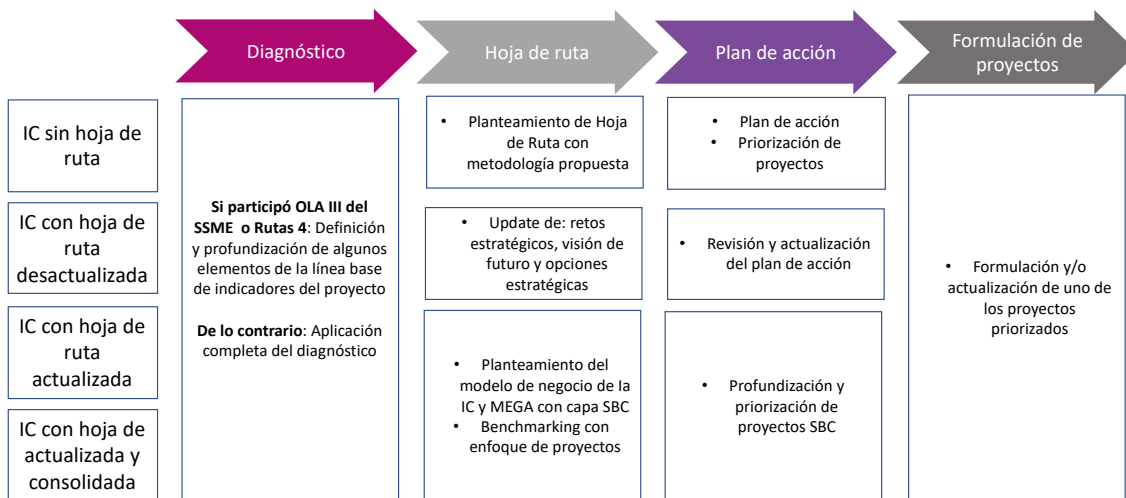 Diagnóstico
Hoja de ruta
Plan de acción
Formulación de
proyectos
IC sin hoja de
ruta
IC con hoja de
ruta
desactualizada
IC con hoja de
ruta
actualizada
IC con hoja de
actualizada y
consolidada
Si participó OLA III del
SSME o Rutas 4: Definición
y profundización de algunos
elementos de la línea base
de indicadores del proyecto
De lo contrario: Aplicación
completa del diagnóstico
• Planteamiento de Hoja
de Ruta con
metodología propuesta
• Update de: retos
estratégicos, visión de
futuro y opciones
estratégicas
• Planteamiento del
modelo de negocio de la
IC y MEGA con capa SBC
• Benchmarking con
enfoque de proyectos
• Plan de acción
• Priorización de
proyectos
• Revisión y actualización
del plan de acción
• Profundización y
priorización de
proyectos SBC
• Formulación y/o
actualización de uno de
los proyectos
priorizados